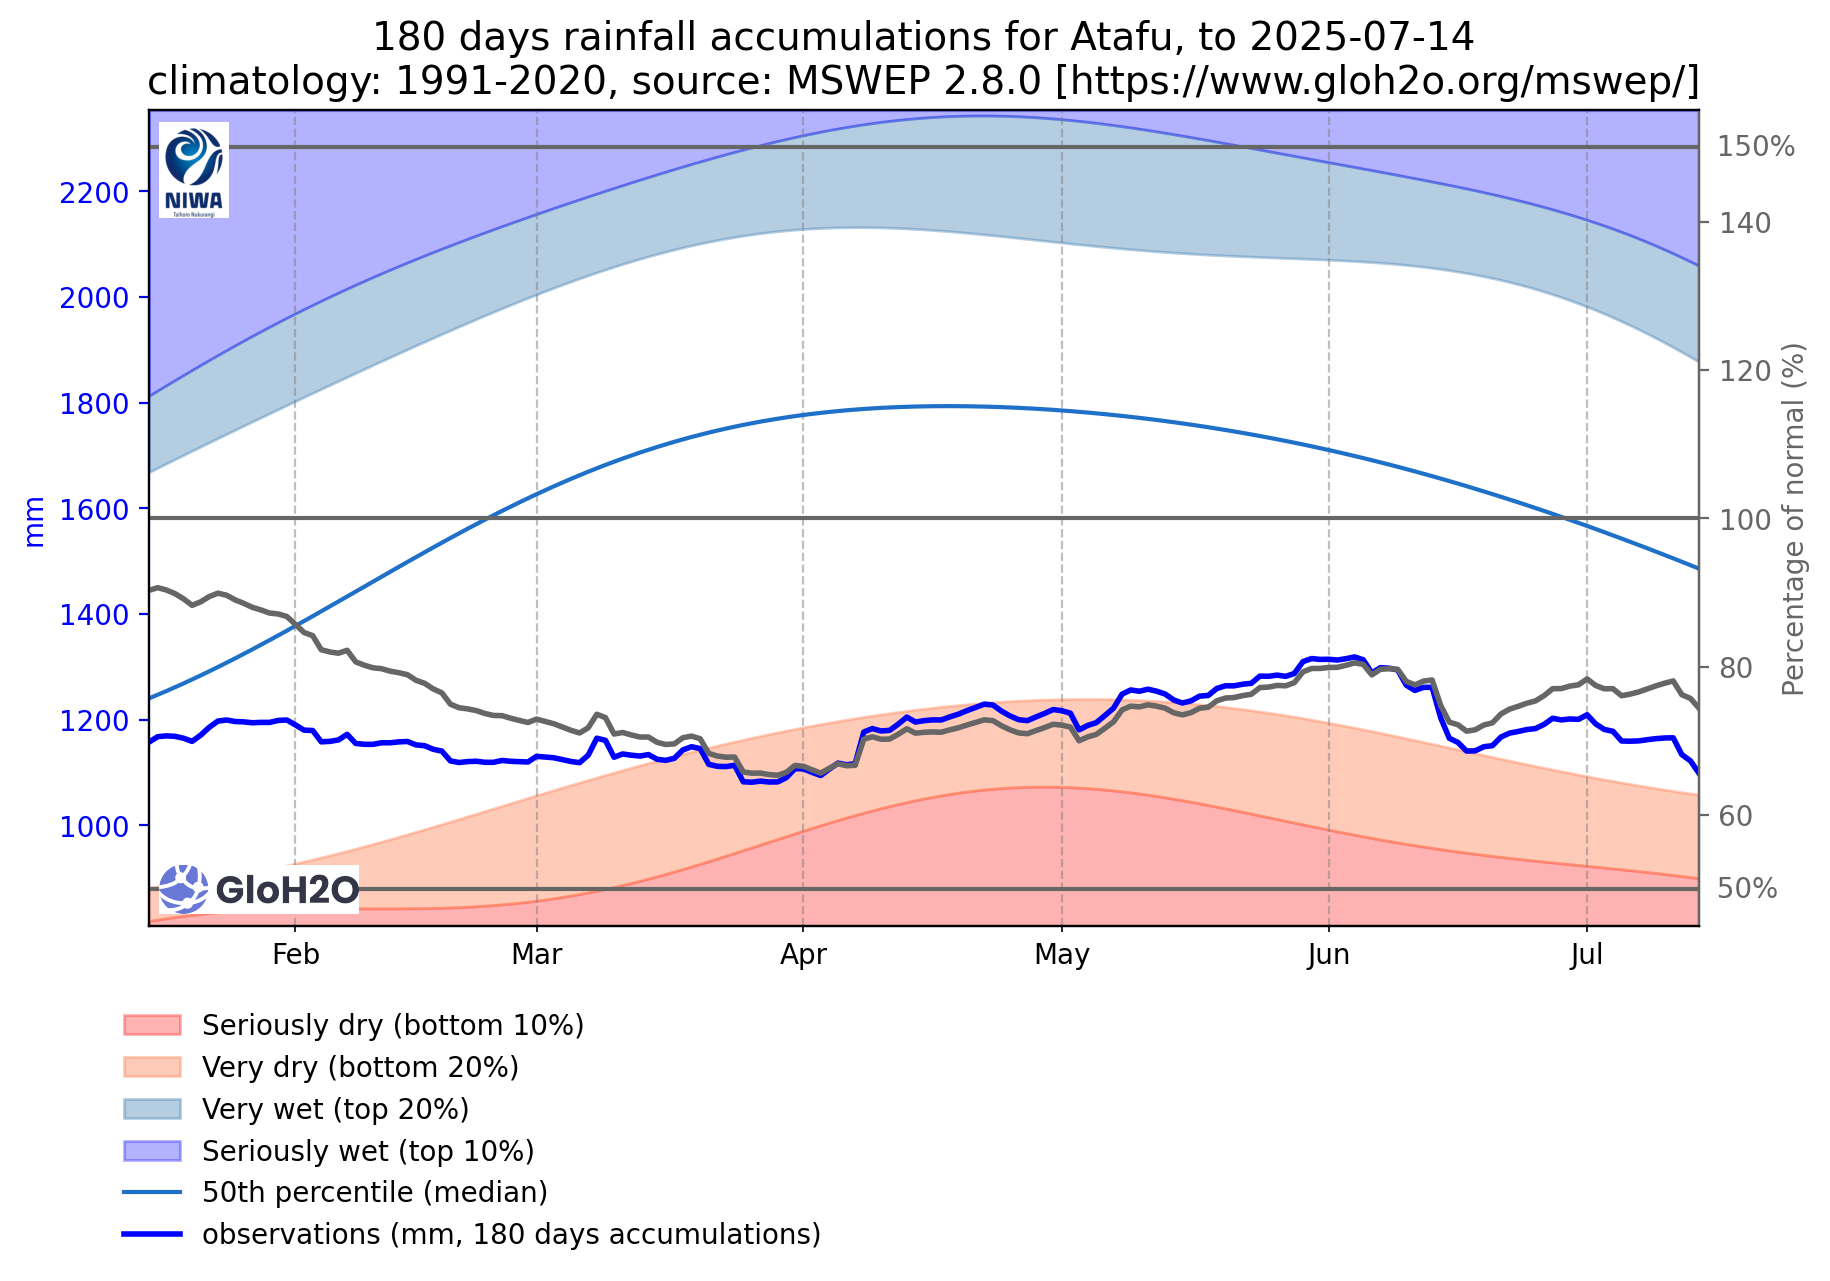 180 days rainfall accumulations for Atafu, to 2025-07-14
climatology: 1991-2020, source: MSWEP 2.8.0 [https://www.gloh2o.org/mswep/]
NIWA
Taihoro Nukurangi
2200
2000
1800
1600
1400
1200
1000
mm
150%
140
120
100
80
60
50%
Percentage of normal (%)
GloH2O
Feb
Mar
Apr
May
Jun
Jul
Seriously dry (bottom 10%)
Very dry (bottom 20%)
Very wet (top 20%)
Seriously wet (top 10%)
50th percentile (median)
observations (mm, 180 days accumulations)